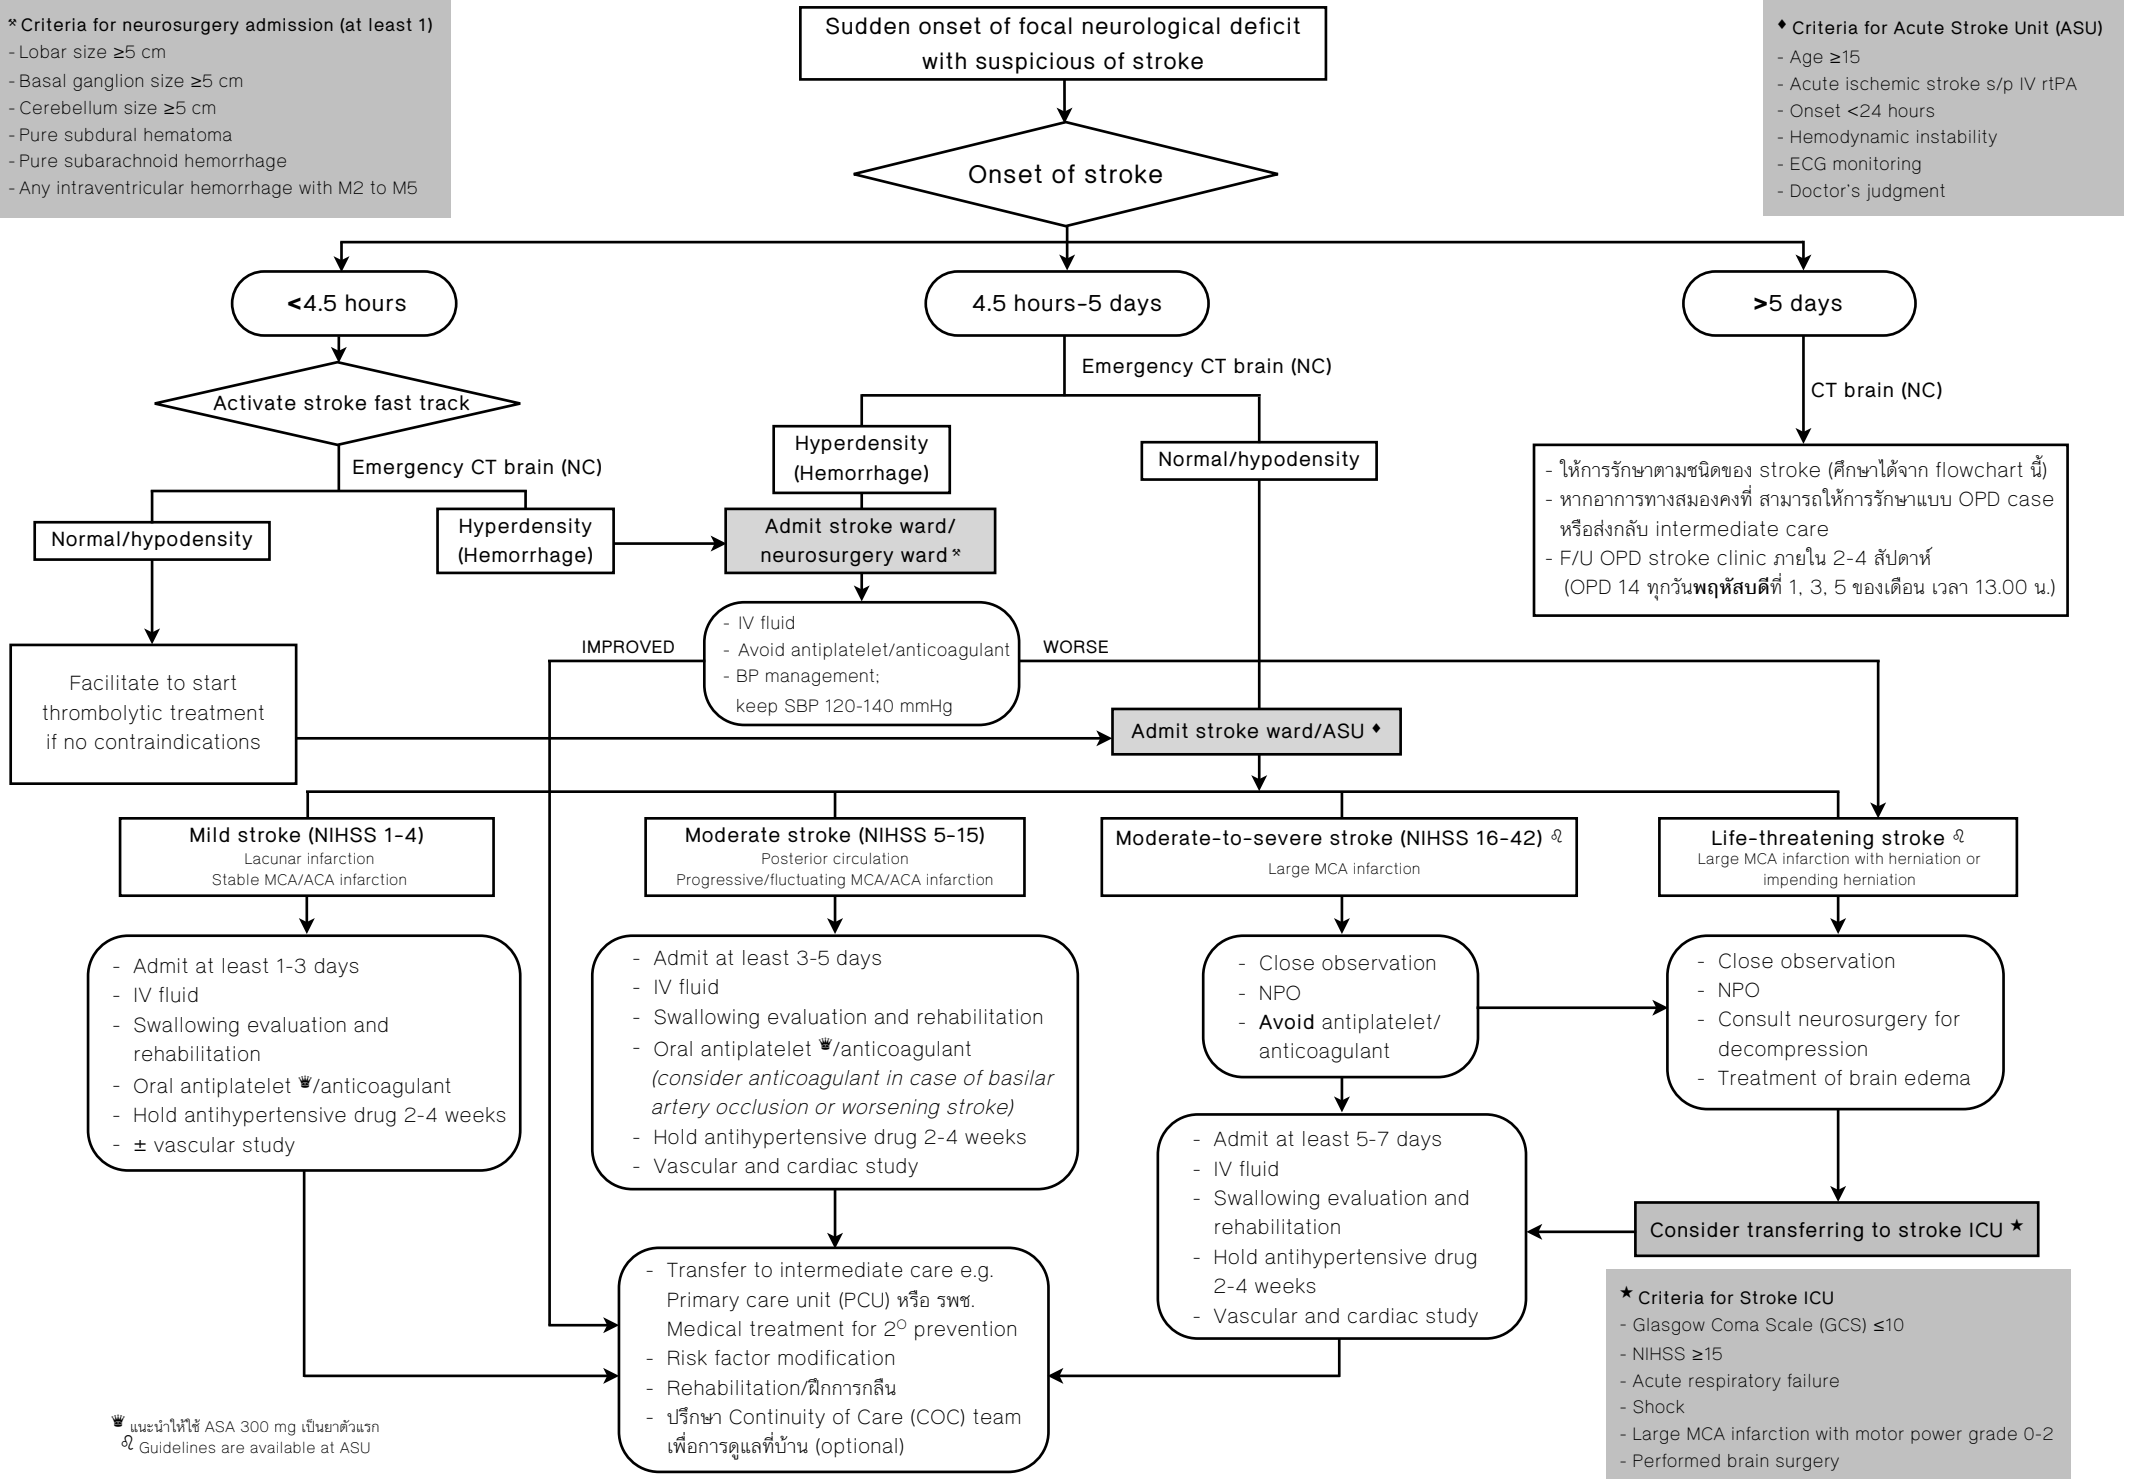 ⚒ Criteria for neurosurgery admission (at least 1)
- Lobar size ≥5 cm
- Basal ganglion size ≥5 cm
- Cerebellum size ≥5 cm
- Pure subdural hematoma
- Pure subarachnoid hemorrhage
- Any intraventricular hemorrhage with M2 to M5
Sudden onset of focal neurological deficit
with suspicious of stroke
♦ Criteria for Acute Stroke Unit (ASU)
- Age ≥15
- Acute ischemic stroke s/p IV rtPA
- Onset <24 hours
- Hemodynamic instability
- ECG monitoring
- Doctor's judgment
Onset of stroke
<4.5 hours
4.5 hours-5 days
>5 days
Activate stroke fast track
Emergency CT brain (NC)
Emergency CT brain (NC)
CT brain (NC)
Normal/hypodensity
Hyperdensity
(Hemorrhage)
Hyperdensity
(Hemorrhage)
Normal/hypodensity
- ให้การรักษาตามชนิดของ stroke (ศึกษาได้จาก flowchart นี้)
- หากอาการทางสมองคงที่ สามารถให้การรักษาแบบ OPD case
หรือส่งกลับ intermediate care
- F/U OPD stroke clinic ภายใน 2-4 สัปดาห์
(OPD 14 ทุกวันพฤหัสบดีที่ 1, 3, 5 ของเดือน เวลา 13.00 น.)
Admit stroke ward/
neurosurgery ward ⚒
- IV fluid
- Avoid antiplatelet/anticoagulant
- BP management;
keep SBP 120-140 mmHg
IMPROVED
WORSE
Facilitate to start
thrombolytic treatment
if no contraindications
Admit stroke ward/ASU ♦
Mild stroke (NIHSS 1-4)
Lacunar infarction
Stable MCA/ACA infarction
Moderate stroke (NIHSS 5-15)
Posterior circulation
Progressive/fluctuating MCA/ACA infarction
Moderate-to-severe stroke (NIHSS 16-42) ♌
Large MCA infarction
Life-threatening stroke ♌
Large MCA infarction with herniation or
impending herniation
- Admit at least 1-3 days
- IV fluid
- Swallowing evaluation and
rehabilitation
- Oral antiplatelet ♛/anticoagulant
- Hold antihypertensive drug 2-4 weeks
- ± vascular study
- Admit at least 3-5 days
- IV fluid
- Swallowing evaluation and rehabilitation
- Oral antiplatelet ♛/anticoagulant
(consider anticoagulant in case of basilar
artery occlusion or worsening stroke)
- Hold antihypertensive drug 2-4 weeks
- Vascular and cardiac study
- Close observation
- NPO
- Avoid antiplatelet/
anticoagulant
- Close observation
- NPO
- Consult neurosurgery for
decompression
- Treatment of brain edema
- Admit at least 5-7 days
- IV fluid
- Swallowing evaluation and
rehabilitation
- Hold antihypertensive drug
2-4 weeks
- Vascular and cardiac study
Consider transferring to stroke ICU ★
- Transfer to intermediate care e.g.
Primary care unit (PCU) หรือ รพช.
Medical treatment for 2° prevention
- Risk factor modification
- Rehabilitation/ฝึกการกลืน
- ปรึกษา Continuity of Care (COC) team
เพื่อการดูแลที่บ้าน (optional)
★ Criteria for Stroke ICU
- Glasgow Coma Scale (GCS) ≤10
- NIHSS ≥15
- Acute respiratory failure
- Shock
- Large MCA infarction with motor power grade 0-2
- Performed brain surgery
♛ แนะนำให้ใช้ ASA 300 mg เป็นยาตัวแรก
♌ Guidelines are available at ASU